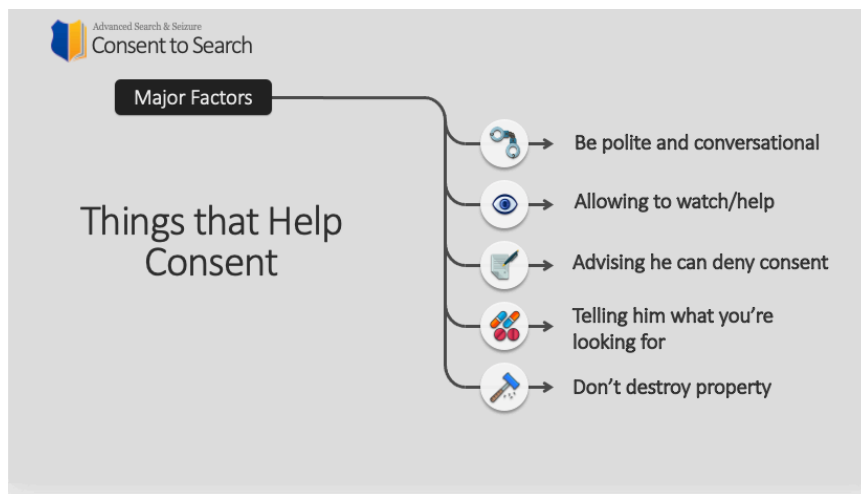 Advanced Search & Seizure
Consent to Search
Major Factors
Things that Help
Consent
Be polite and conversational
Allowing to watch/help
Advising he can deny consent
Telling him what you’re
looking for
Don’t destroy property